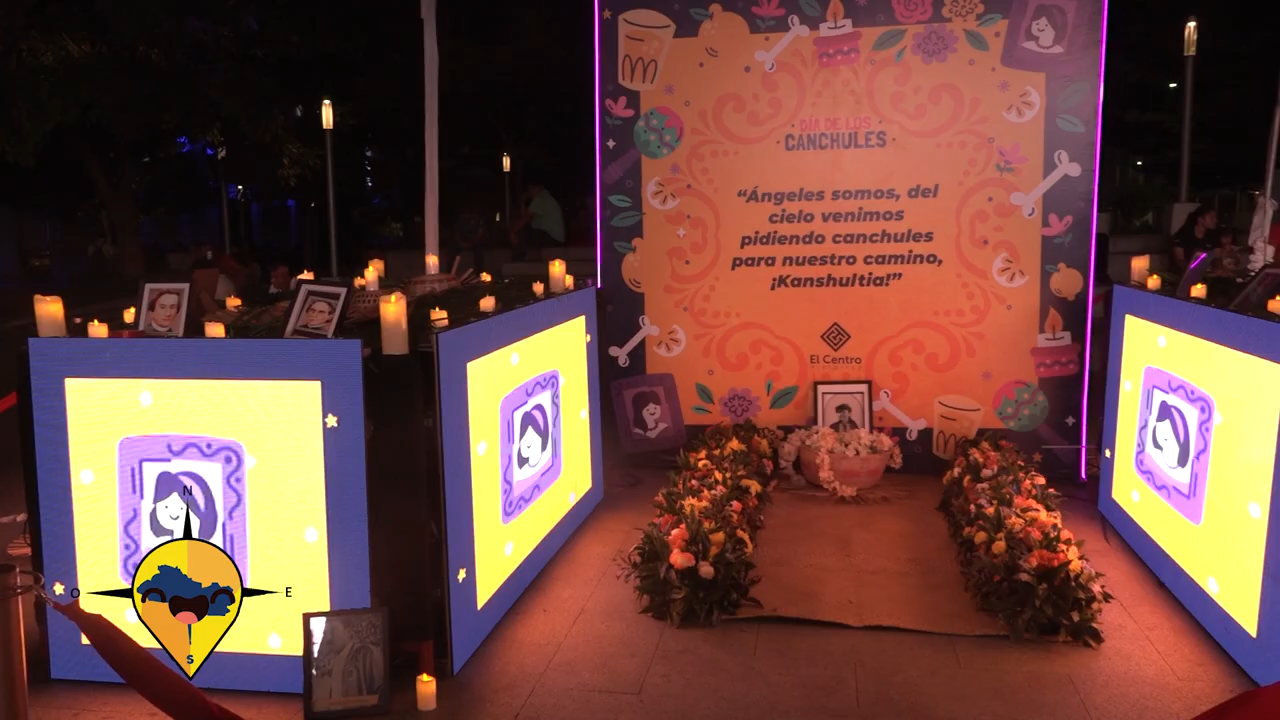 · DÍA DE LOS ·
CANCHULES
“Ángeles somos, del
cielo venimos
pidiendo canchules
para nuestro camino,
¡Kanshultia!”
El Centro
N
O
E
S